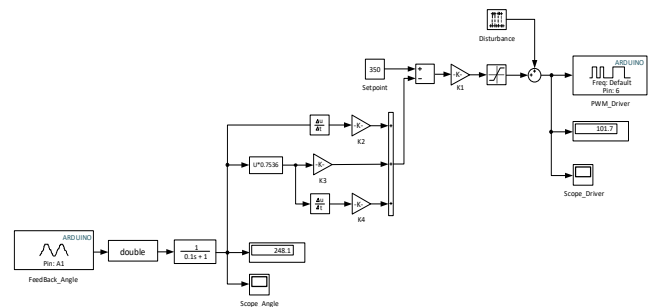 Disturbance
350
Setpoint
+
−
-K-
K1
+
+
ARDUINO
Freq: Default
Pin: 6
PWM_Driver
101.7
Scope_Driver
Δu
Δt
-K-
K2
U*0.7536
-K-
K3
Δu
Δt
-K-
K4
+
+
+
ARDUINO
Pin: A1
FeedBack_Angle
double
1
0.1s + 1
248.1
Scope_Angle